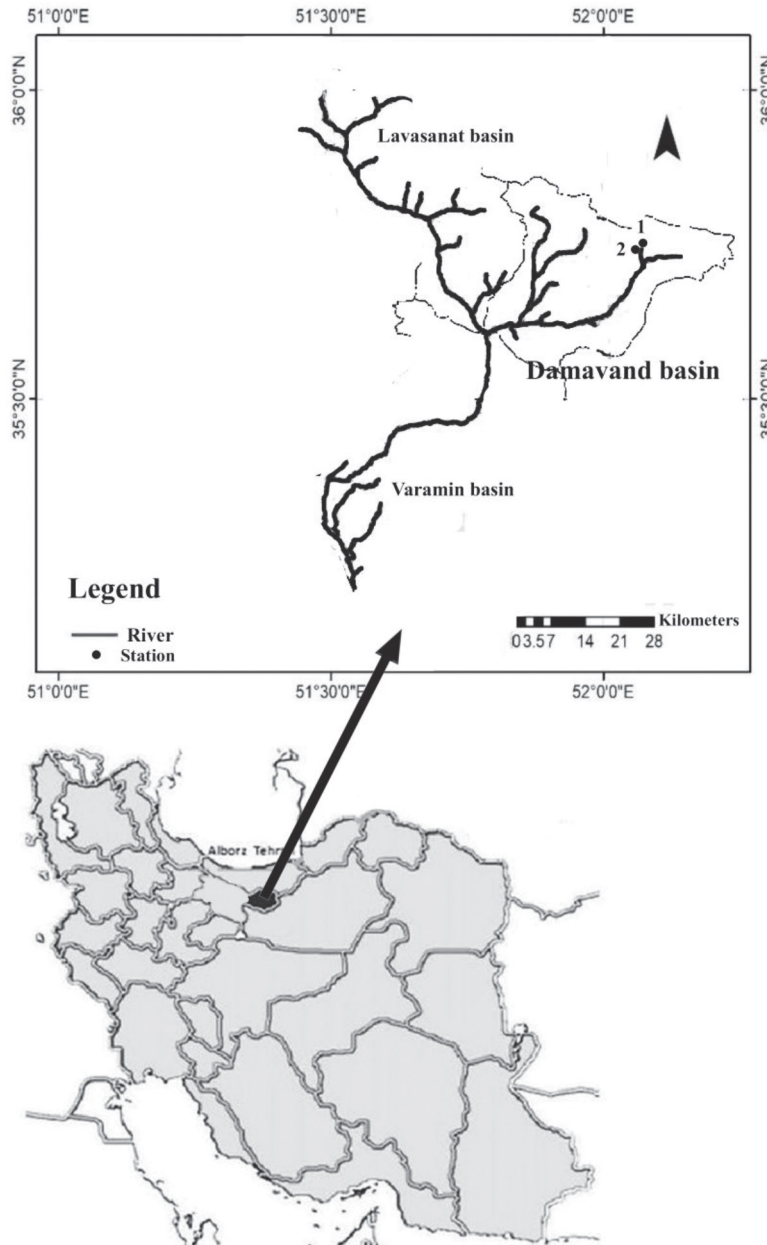 51°0'0"E 51°30'0"E 52°0'0"E
36°0'0"N 36°0'0"N
Lavasanat basin
1
2
Damavand basin
35°30'0"N 35°30'0"N
Varamin basin
Legend
River
Station
Kilometers
0 3.5 7 14 21 28
51°0'0"E 51°30'0"E 52°0'0"E
Alborz